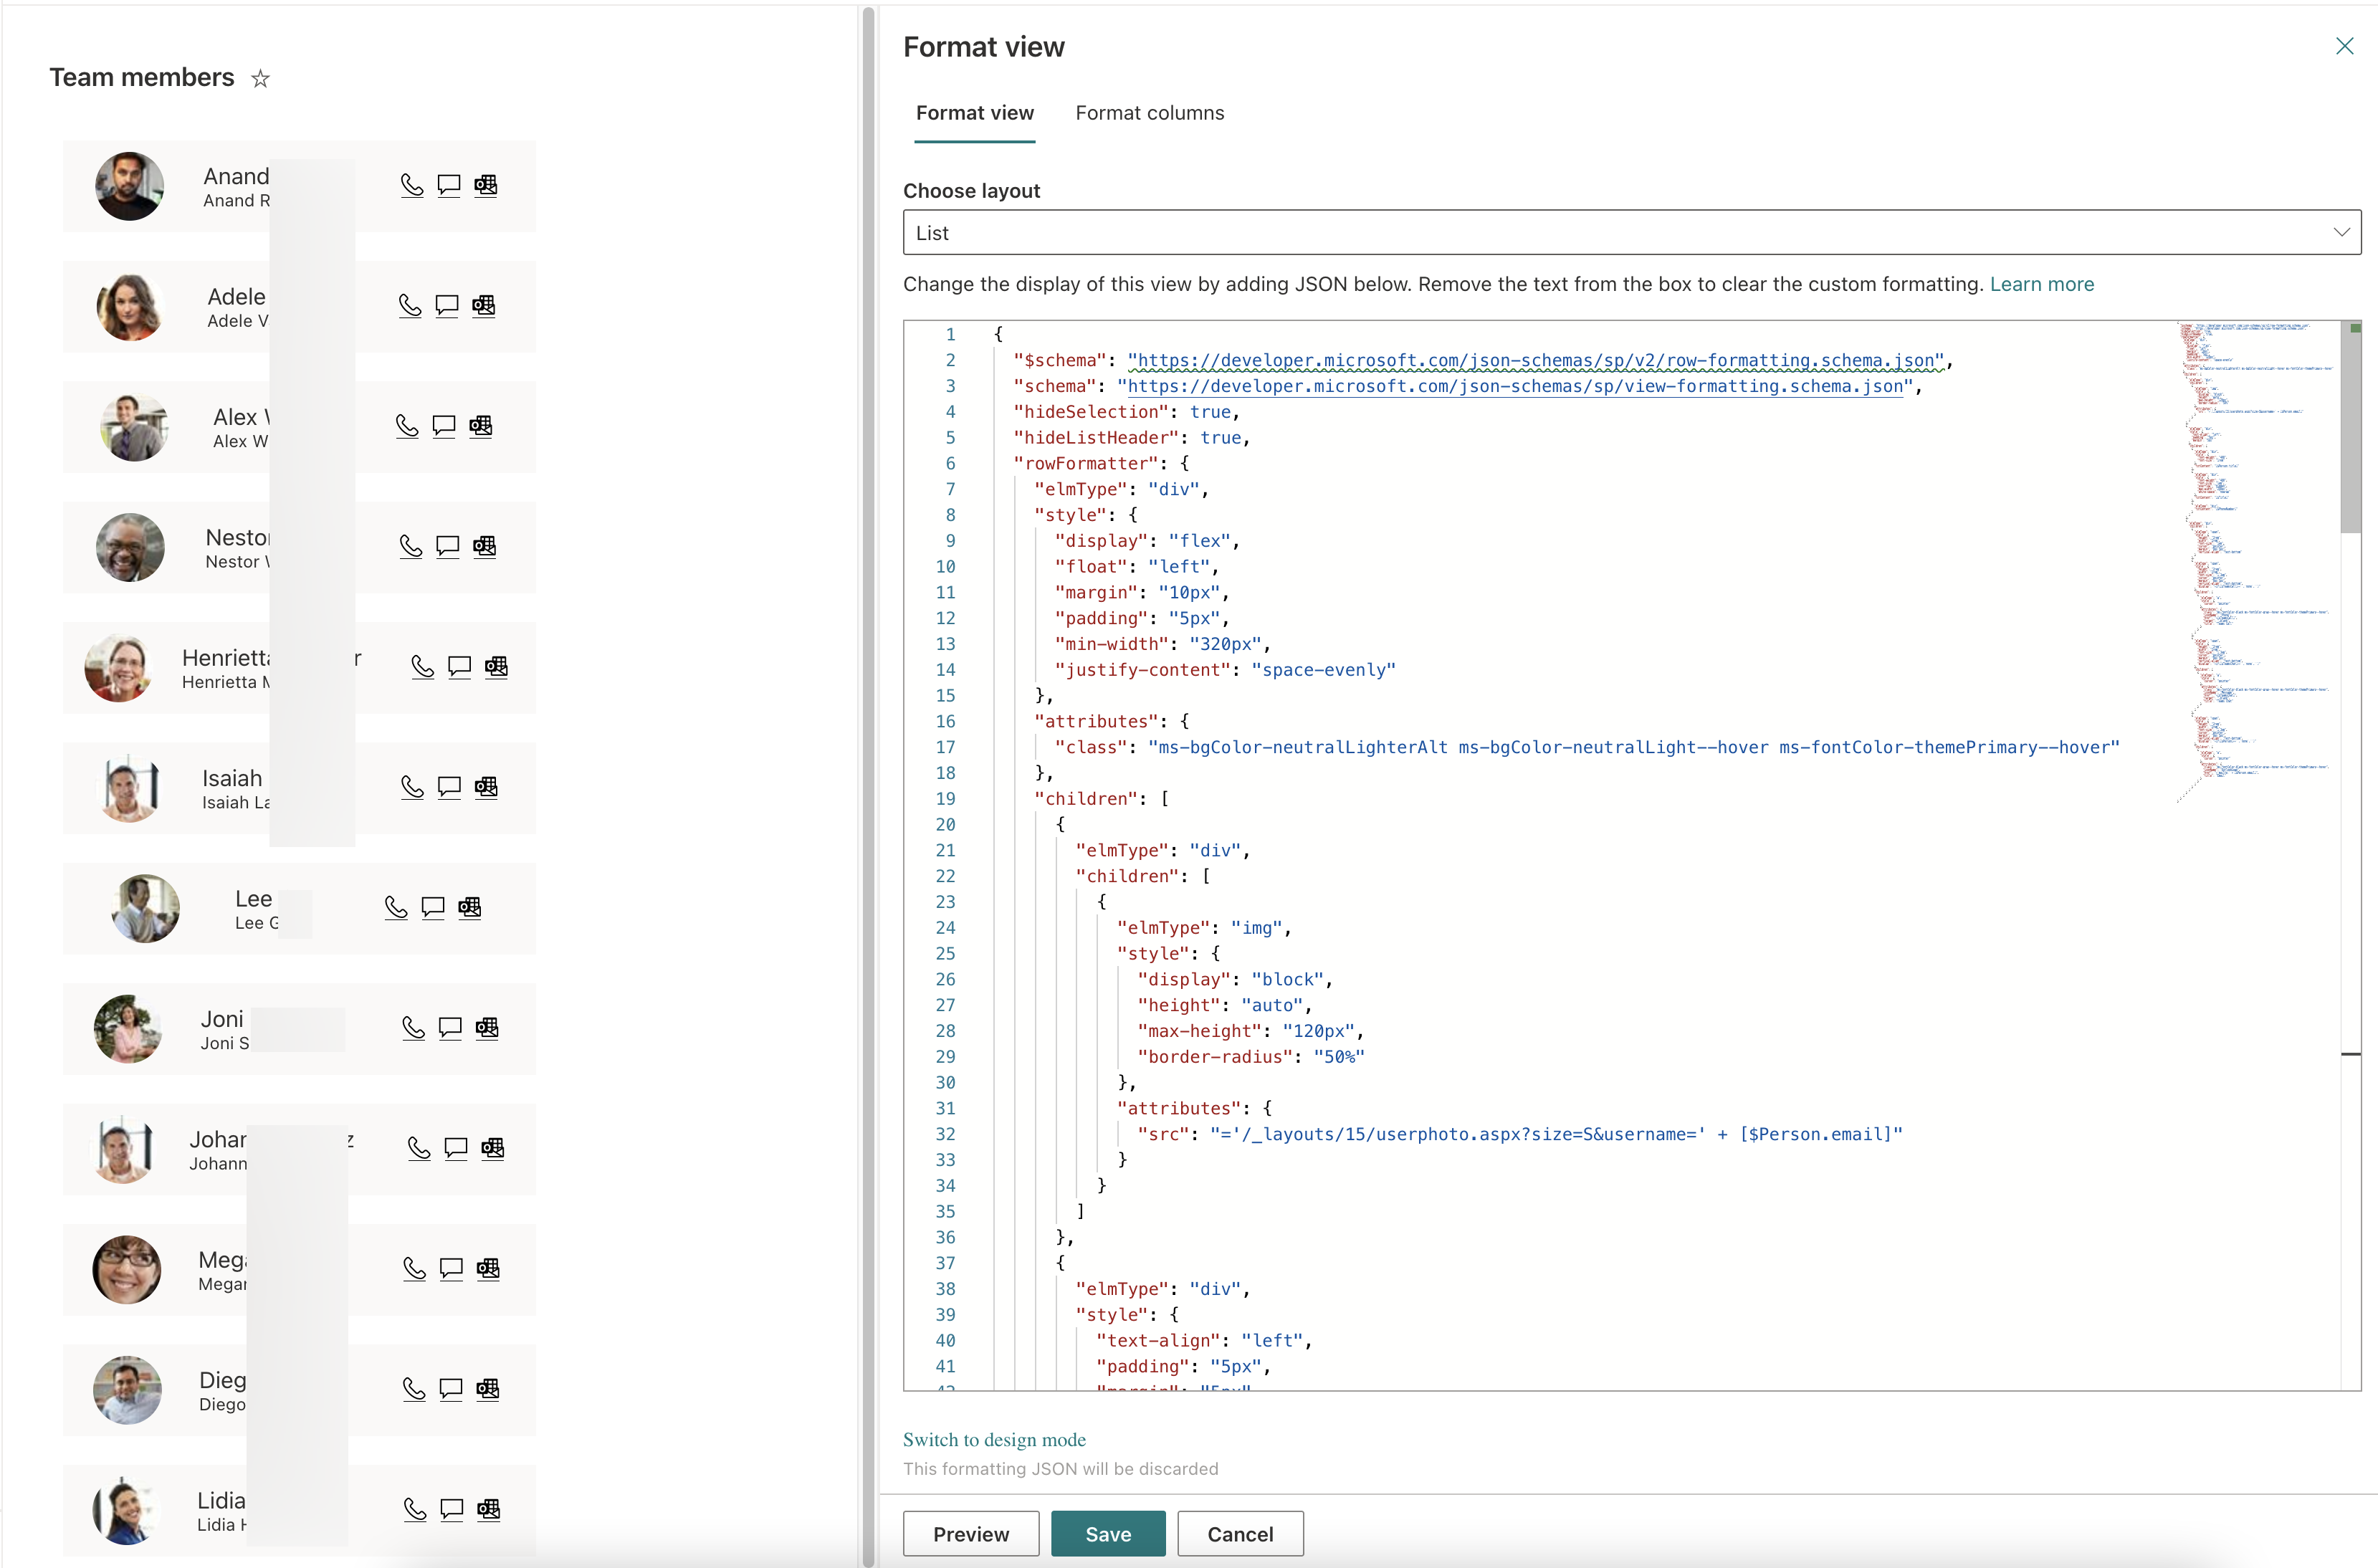 Team members
Anand
Anand R
Adele
Adele V
Alex
Alex W
Nestor
Nestor
Henrietta r
Henrietta
Isaiah
Isaiah La
Lee
Lee G
Joni
Joni S
Johan z
Johann
Mega
Megan
Dieg
Diego
Lidia
Lidia H
Format view
Format view Format columns
Choose layout
List
Change the display of this view by adding JSON below. Remove the text from the box to clear the custom formatting. Learn more
1 {
2 "$schema": "https://developer.microsoft.com/json-schemas/sp/v2/row-formatting.schema.json",
3 "schema": "https://developer.microsoft.com/json-schemas/sp/view-formatting.schema.json",
4 "hideSelection": true,
5 "hideListHeader": true,
6 "rowFormatter": {
7 "elmType": "div",
8 "style": {
9 "display": "flex",
10 "float": "left",
11 "margin": "10px",
12 "padding": "5px",
13 "min-width": "320px",
14 "justify-content": "space-evenly"
15 },
16 "attributes": {
17 "class": "ms-bgColor-neutralLighterAlt ms-bgColor-neutralLight--hover ms-fontColor-themePrimary--hover"
18 },
19 "children": [
20 {
21 "elmType": "div",
22 "children": [
23 {
24 "elmType": "img",
25 "style": {
26 "display": "block",
27 "height": "auto",
28 "max-height": "120px",
29 "border-radius": "50%"
30 },
31 "attributes": {
32 "src": "='/_layouts/15/userphoto.aspx?size=S&username=' + [$Person.email]"
33 }
34 }
35 ]
36 },
37 {
38 "elmType": "div",
39 "style": {
40 "text-align": "left",
41 "padding": "5px",
42 "margin": "5px"
Switch to design mode
This formatting JSON will be discarded
Preview Save Cancel